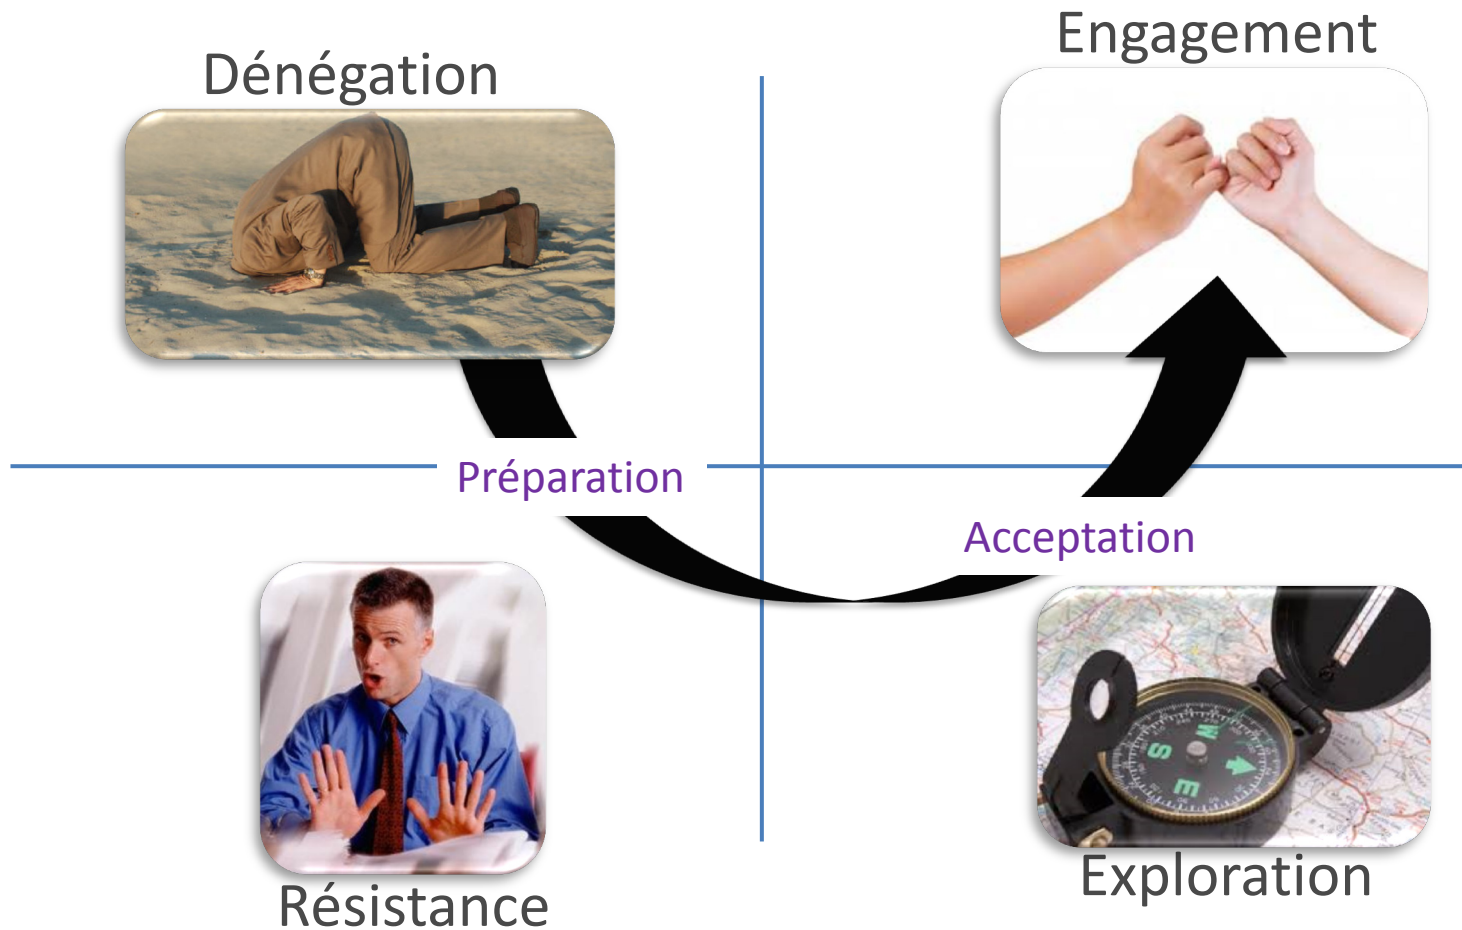 Dénégation
Engagement
Préparation
Acceptation
Résistance
Exploration